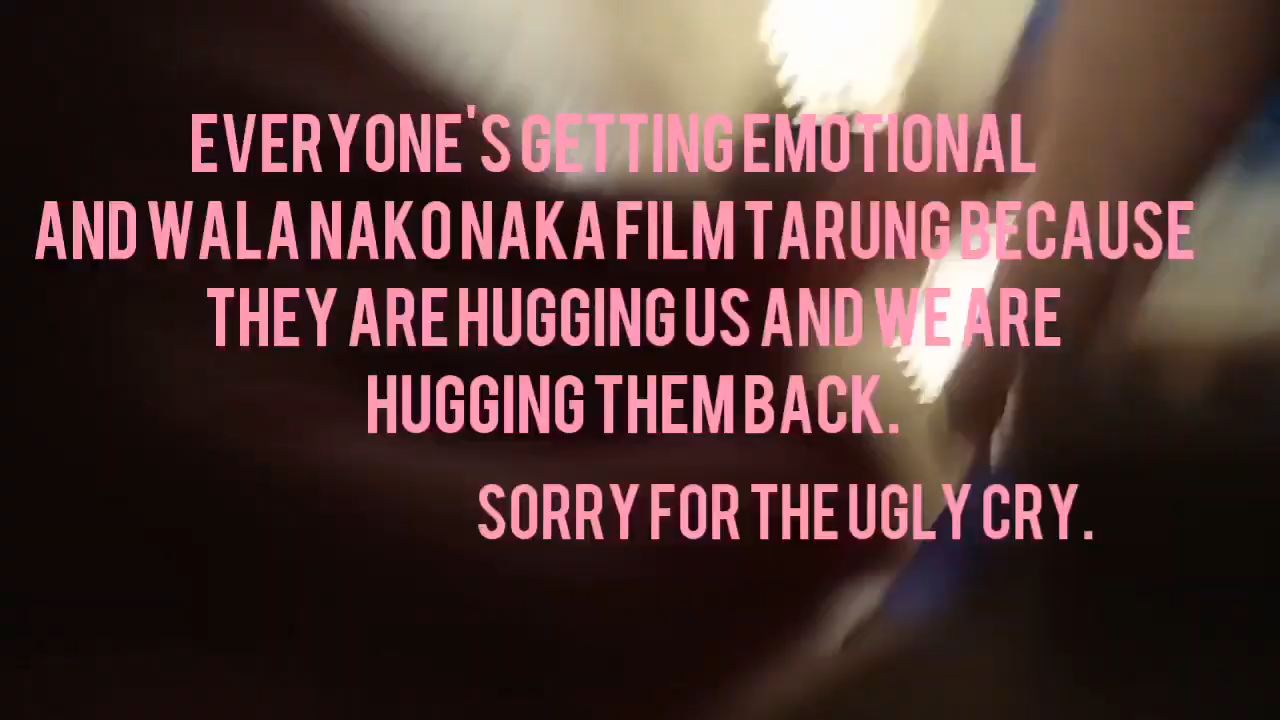 EVERYONE'S GETTING EMOTIONAL
AND WALA NAKO NAKA FILM TARUNG BECAUSE
THEY ARE HUGGING US AND WE ARE
HUGGING THEM BACK.
SORRY FOR THE UGLY CRY.